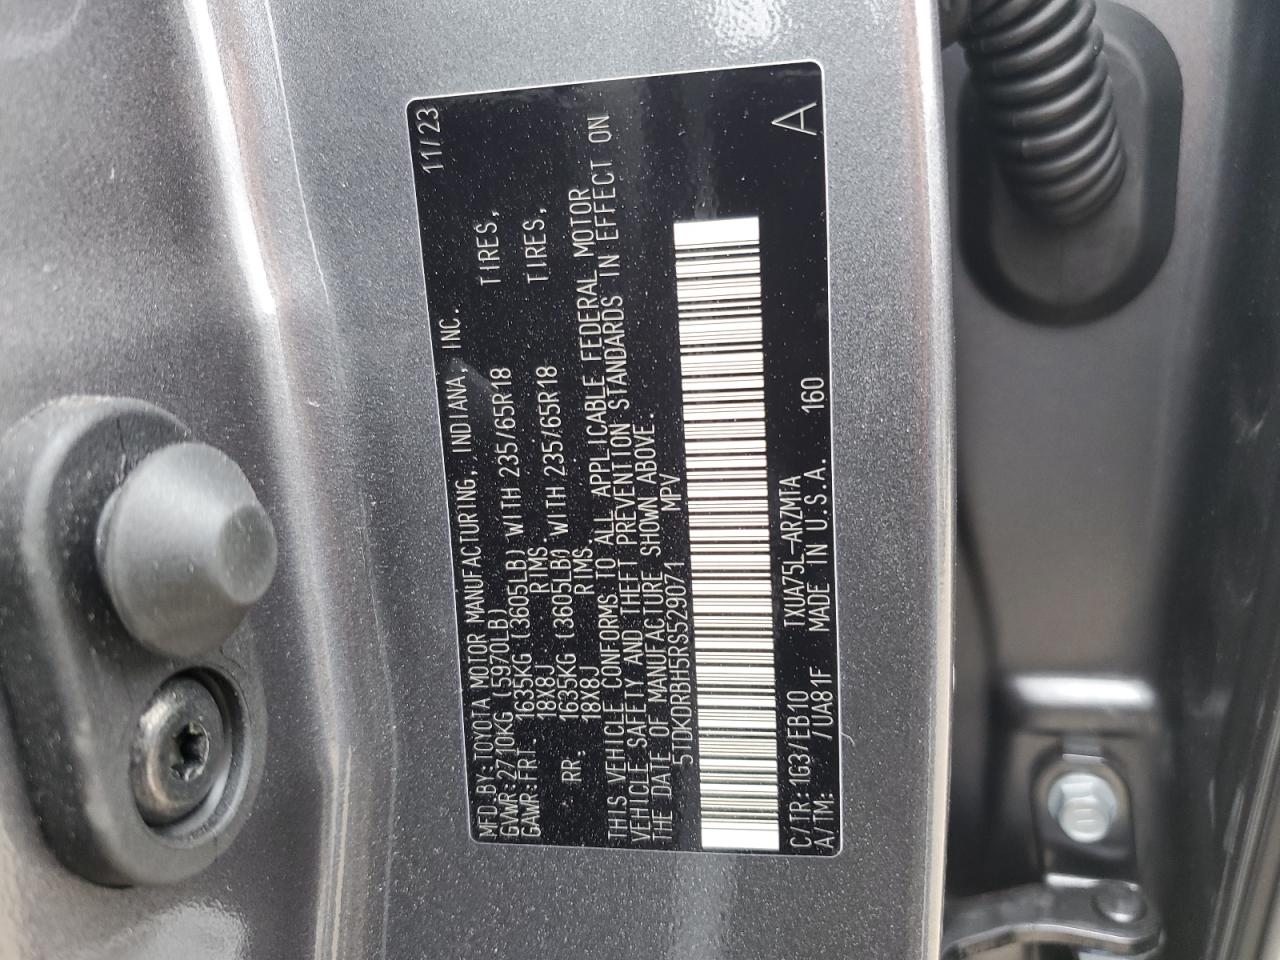 MFD. BY: TOYOTA MOTOR MANUFACTURING, INDIANA, INC. 11/23
GVWR: 2710KG (5970LB)
GAWR: FRT. 1635KG (3605LB) WITH 235/65R18 TIRES,
18X8J RIMS
RR. 1635KG (3605LB) WITH 235/65R18 TIRES,
18X8J RIMS.
THIS VEHICLE CONFORMS TO ALL APPLICABLE FEDERAL MOTOR
VEHICLE SAFETY AND THEFT PREVENTION STANDARDS IN EFFECT ON
THE DATE OF MANUFACTURE SHOWN ABOVE.
5TDKDRBH5RS529071 MPV
C/TR: 1G3/EB10 TXUA75L-ARZMTA A
A/TM: /UA81F MADE IN U.S.A. 160